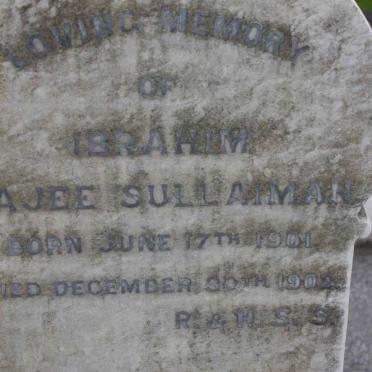 LOVING MEMORY
OF
IBRAHIM
AJEE SULLAIMAN
BORN JUNE 17TH 1901
DIED DECEMBER 30TH 1902
R & H. S. S.